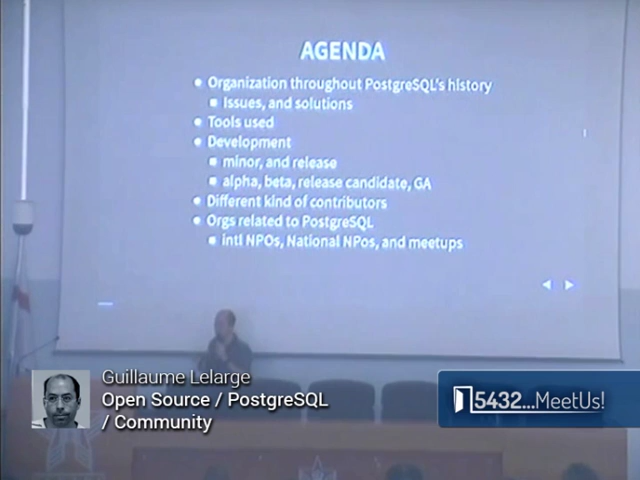 AGENDA
Organization throughout PostgreSQL's history
Issues, and solutions
Tools used
Development
minor, and release
alpha, beta, release candidate, GA
Different kind of contributors
Orgs related to PostgreSQL
intl NPOs, National NPos, and meetups
Guillaume Lelarge
Open Source / PostgreSQL
/ Community
5432...MeetUs!